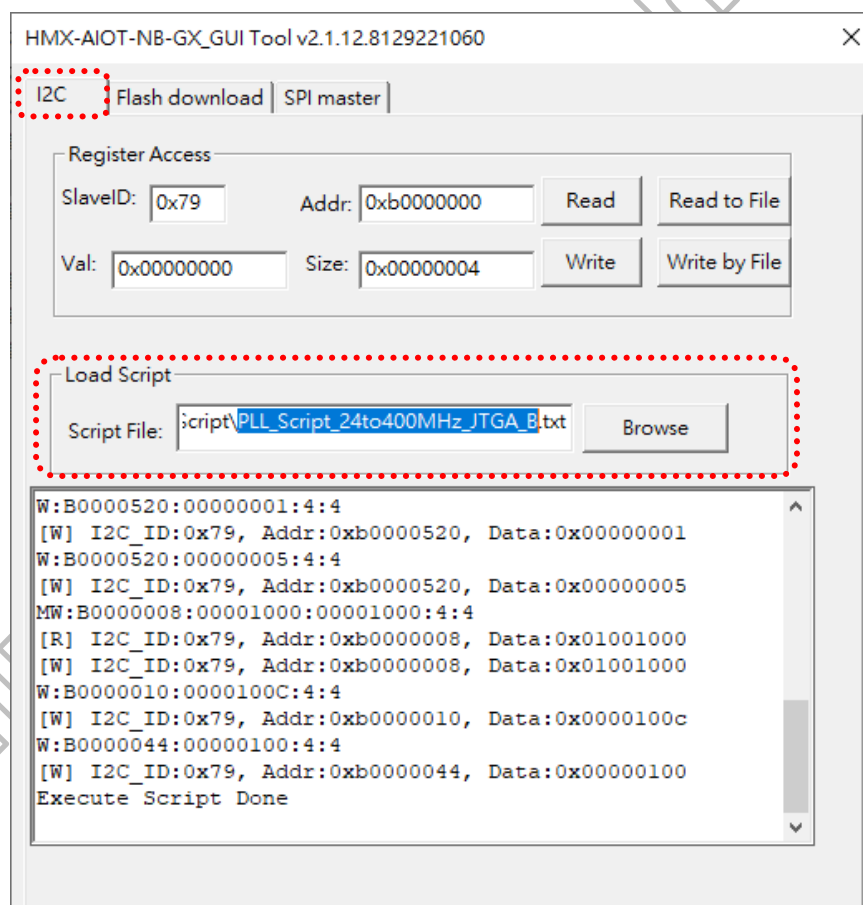 HMX-AIOT-NB-GX_GUI Tool v2.1.12.8129221060
I2C Flash download SPI master
Register Access
SlaveID: 0x79 Addr: 0xb0000000 Read Read to File
Val: 0x00000000 Size: 0x00000004 Write Write by File
Load Script
Script File: Script\PLL_Script_24to400MHz_JTGA_B.txt Browse
W:B0000520:00000001:4:4
[W] I2C_ID:0x79, Addr:0xb0000520, Data:0x00000001
W:B0000520:00000005:4:4
[W] I2C_ID:0x79, Addr:0xb0000520, Data:0x00000005
MW:B0000008:00001000:00001000:4:4
[R] I2C_ID:0x79, Addr:0xb0000008, Data:0x01001000
[W] I2C_ID:0x79, Addr:0xb0000008, Data:0x01001000
W:B0000010:0000100C:4:4
[W] I2C_ID:0x79, Addr:0xb0000010, Data:0x0000100c
W:B0000044:00000100:4:4
[W] I2C_ID:0x79, Addr:0xb0000044, Data:0x00000100
Execute Script Done